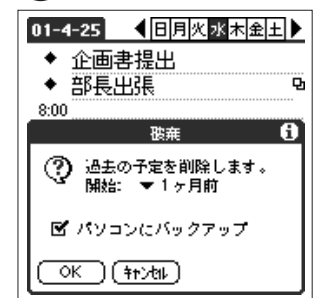 01-4-25 日 月 火 水 木 金 土
企画書提出
部長出張
8:00
破棄
過去の予定を削除します。
開始: ▼1ヶ月前
パソコンにバックアップ
OK キャンセル